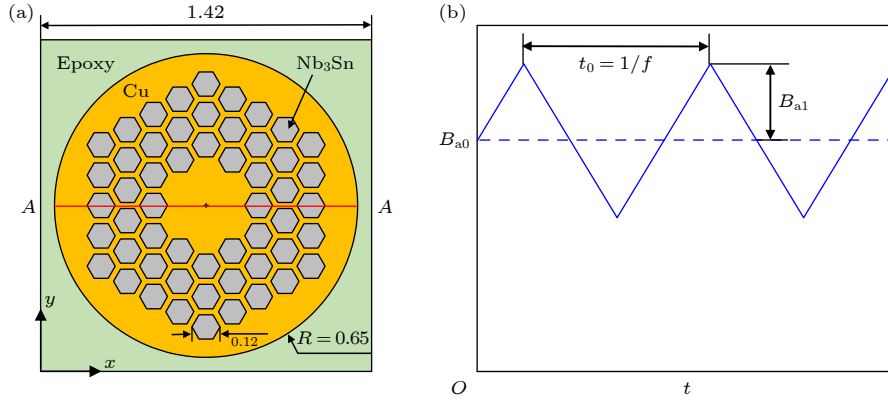 (a)
1.42
Epoxy
Nb₃Sn
Cu
A
A
y
x
0.12
R = 0.65
(b)
t₀ = 1/f
Bₐ₁
Bₐ₀
O
t